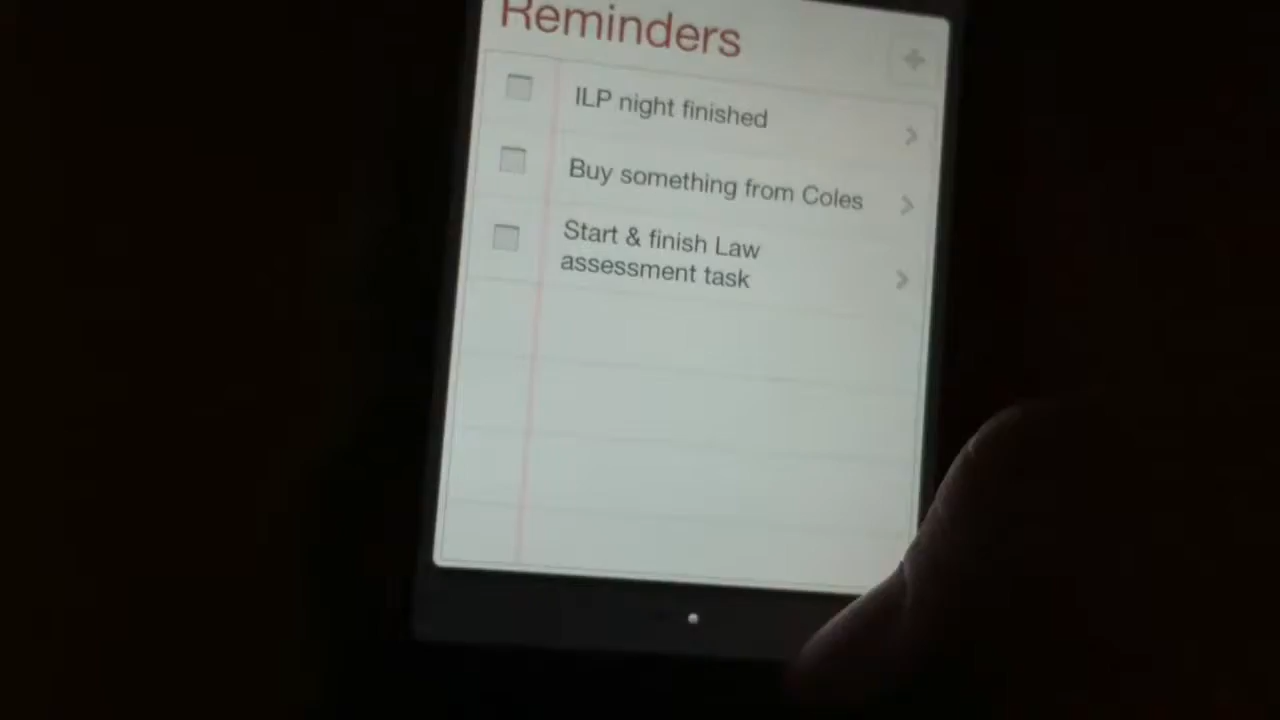 Reminders
ILP night finished
Buy something from Coles
Start & finish Law
assessment task